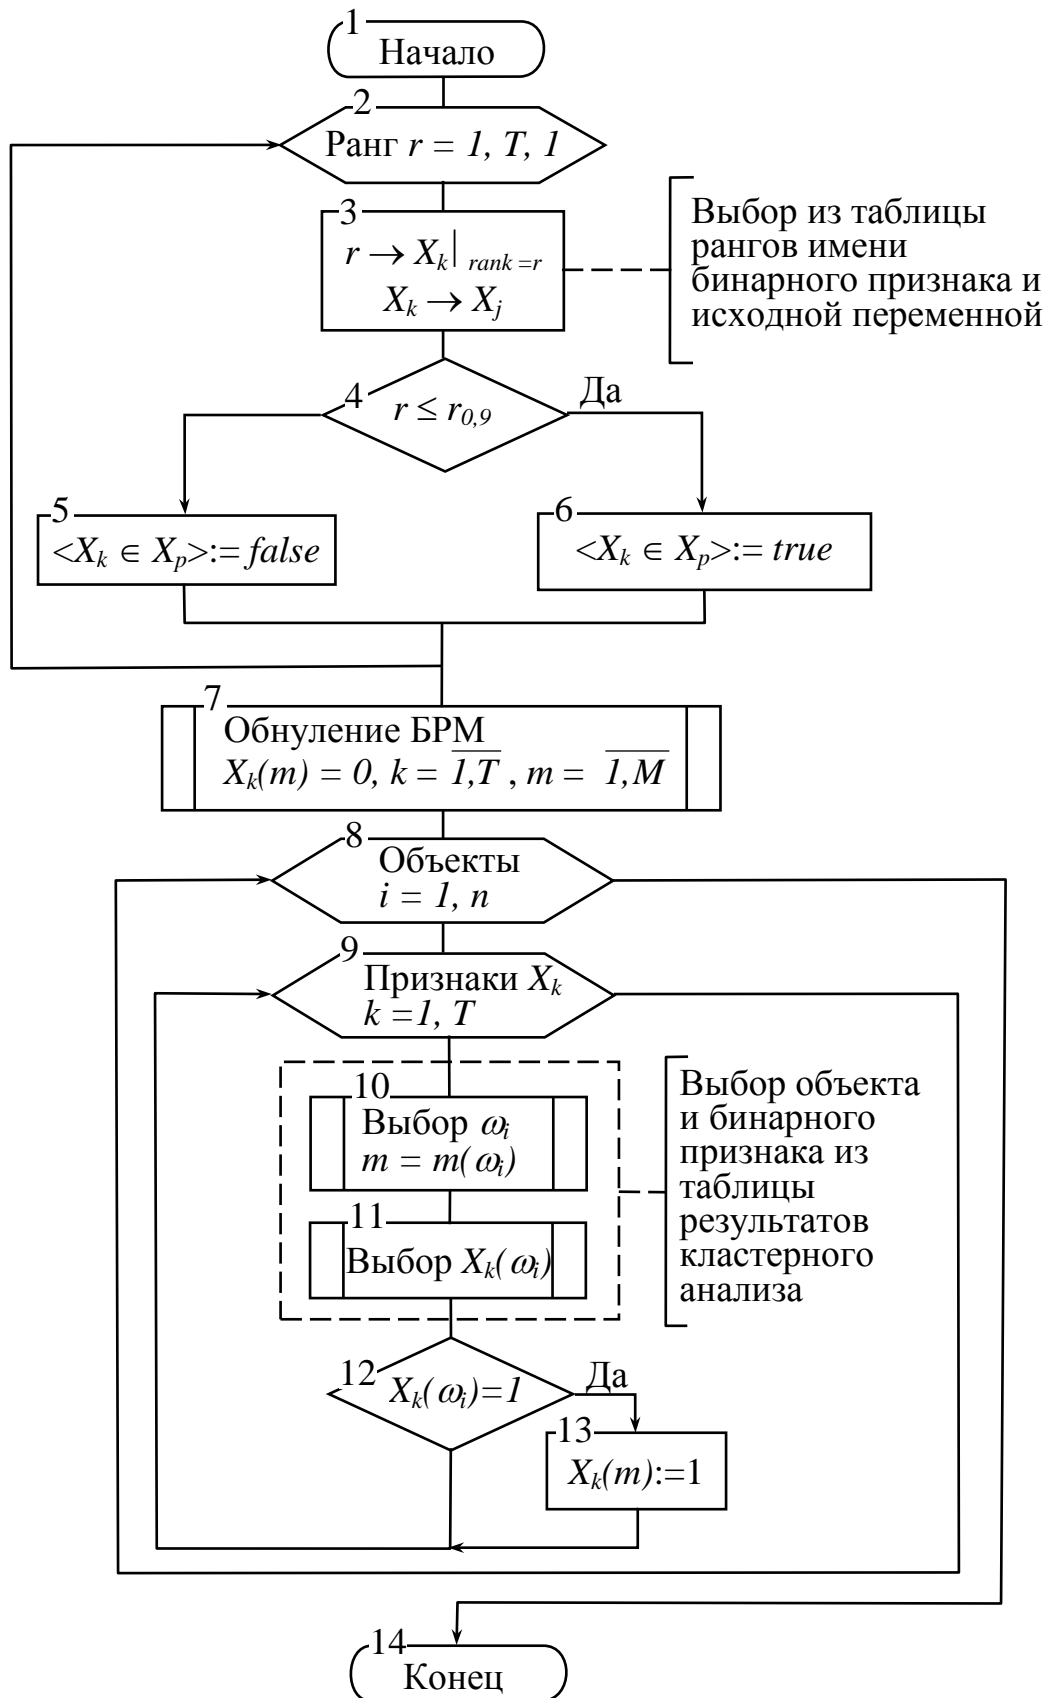 1
Начало
2
Ранг r = 1, T, 1
3
r → X_k| rank = r
X_k → X_j
Выбор из таблицы
рангов имени
бинарного признака и
исходной переменной
4
r ≤ r_0,9
Да
5
<X_k ∈ X_p>:= false
6
<X_k ∈ X_p>:= true
7
Обнуление БРМ
X_k(m) = 0, k = 1,T , m = 1,M
8
Объекты
i = 1, n
9
Признаки X_k
k =1, T
10
Выбор ω_i
m = m(ω_i)
11
Выбор X_k(ω_i)
Выбор объекта
и бинарного
признака из
таблицы
результатов
кластерного
анализа
12
X_k(ω_i)=1
Да
13
X_k(m):=1
14
Конец